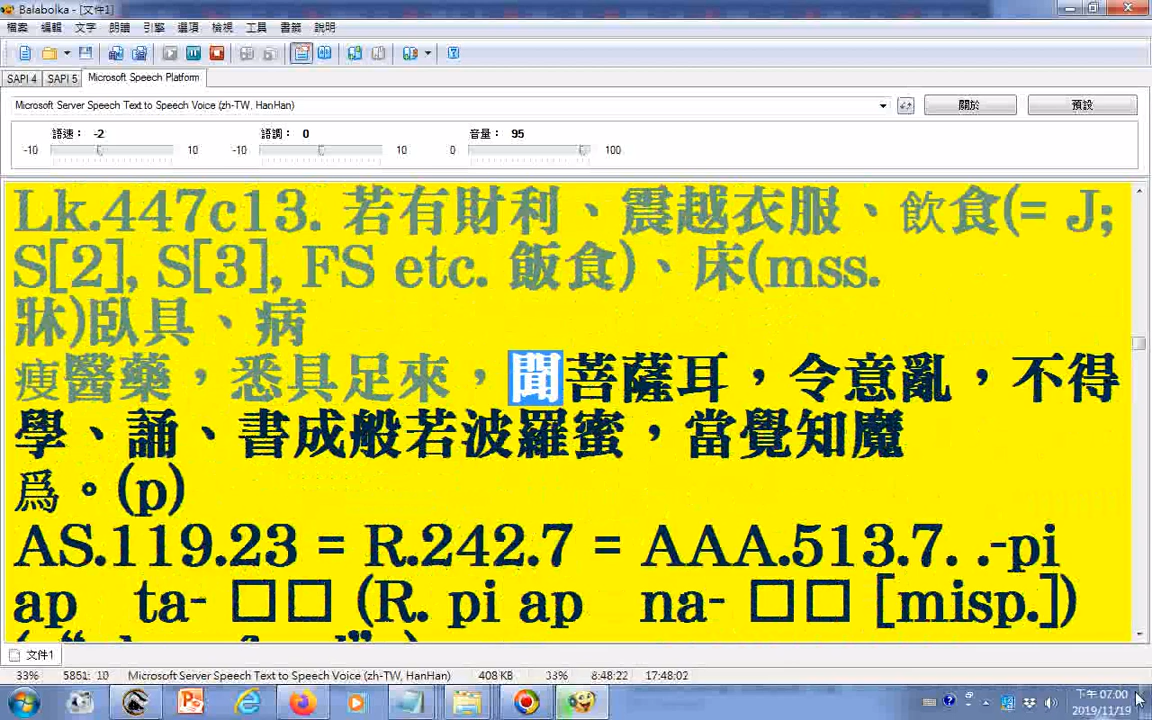 Balabolka - [文件1]
檔案 編輯 文字 朗讀 引擎 選項 檢視 工具 書籤 說明
SAPI 4 SAPI 5 Microsoft Speech Platform
Microsoft Server Speech Text to Speech Voice (zh-TW, HanHan) 關於 預設
語速： -2 語調： 0 音量： 95
-10 10 -10 10 0 100
Lk.447c13. 若有財利、震越衣服、飲食(= J;
S[2], S[3], FS etc. 飯食)、床(mss.
牀)臥具、病
瘦醫藥，悉具足來，聞菩薩耳，令意亂，不得
學、誦、書成般若波羅蜜，當覺知魔
爲。(p)
AS.119.23 = R.242.7 = AAA.513.7. .-pi
ap ta- □□ (R. pi ap na- □□ [misp.])
文件1
33% 5851: 10 Microsoft Server Speech Text to Speech Voice (zh-TW, HanHan) 408 KB 33% 8:48:22 17:48:02
下午 07:00
2019/11/19